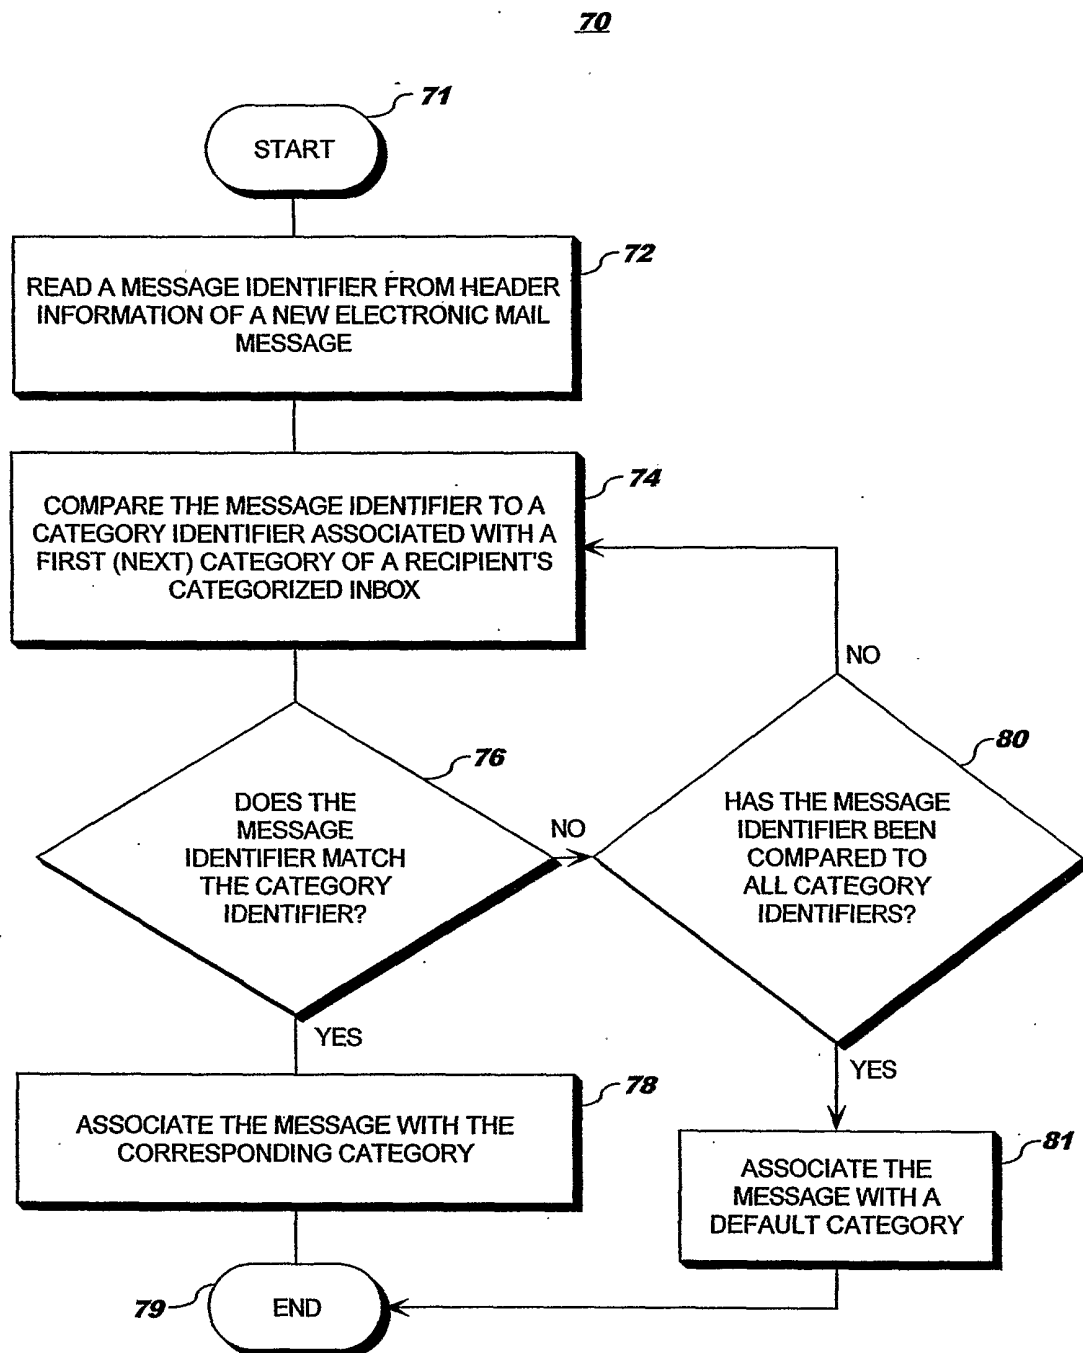 70
71
START
72
READ A MESSAGE IDENTIFIER FROM HEADER
INFORMATION OF A NEW ELECTRONIC MAIL
MESSAGE
74
COMPARE THE MESSAGE IDENTIFIER TO A
CATEGORY IDENTIFIER ASSOCIATED WITH A
FIRST (NEXT) CATEGORY OF A RECIPIENT'S
CATEGORIZED INBOX
76
DOES THE
MESSAGE
IDENTIFIER MATCH
THE CATEGORY
IDENTIFIER?
NO
NO
80
HAS THE MESSAGE
IDENTIFIER BEEN
COMPARED TO
ALL CATEGORY
IDENTIFIERS?
YES
78
ASSOCIATE THE MESSAGE WITH THE
CORRESPONDING CATEGORY
YES
81
ASSOCIATE THE
MESSAGE WITH A
DEFAULT CATEGORY
79
END